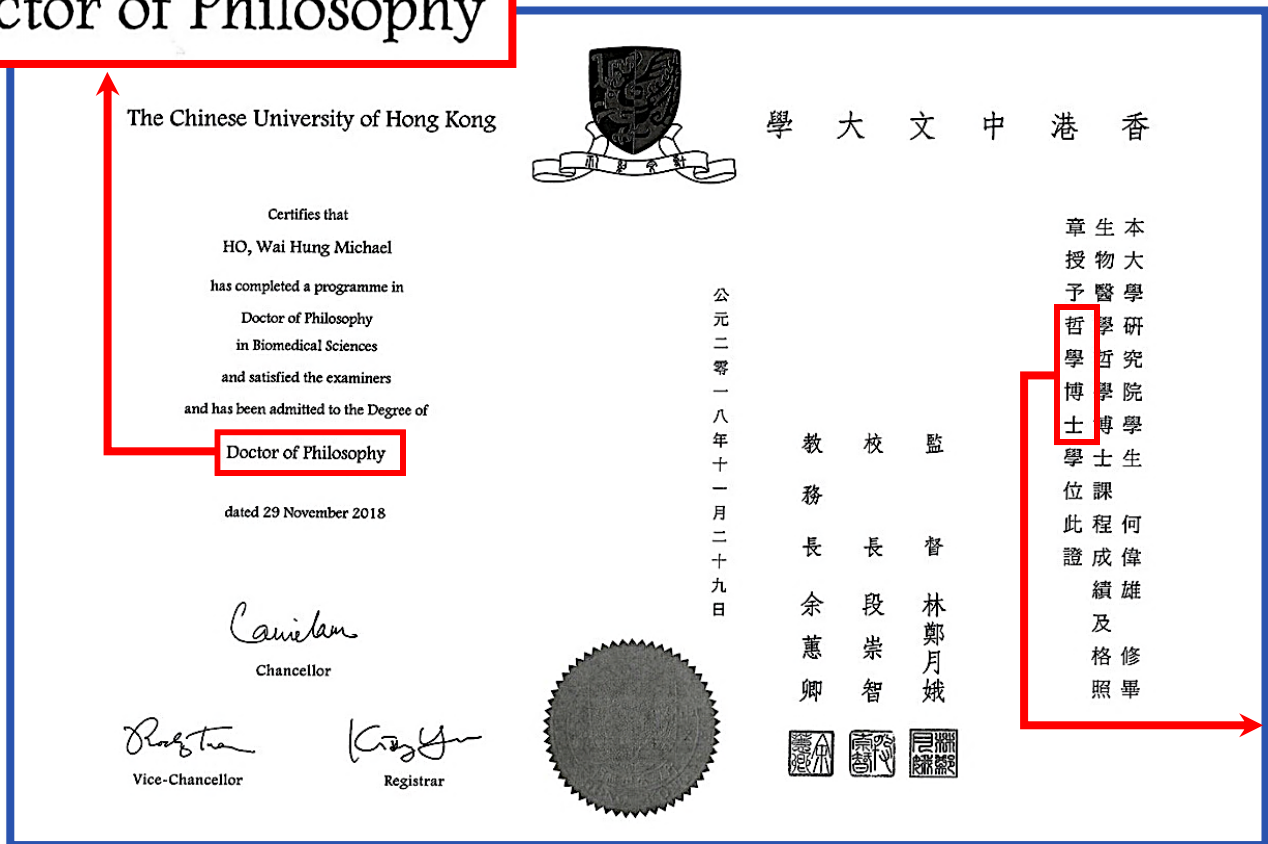 ctor of Philosophy
The Chinese University of Hong Kong
香港中文大學
Certifies that
HO, Wai Hung Michael
has completed a programme in
Doctor of Philosophy
in Biomedical Sciences
and satisfied the examiners
and has been admitted to the Degree of
Doctor of Philosophy
dated 29 November 2018
Chancellor
Vice-Chancellor
Registrar
本大學研究院學生 何偉雄 修畢
生物醫學哲學博士課程成績及格照
章授予哲學博士學位此證
監督 林鄭月娥
校長 段崇智
教務長 余蕙卿
公元二零一八年十一月二十九日